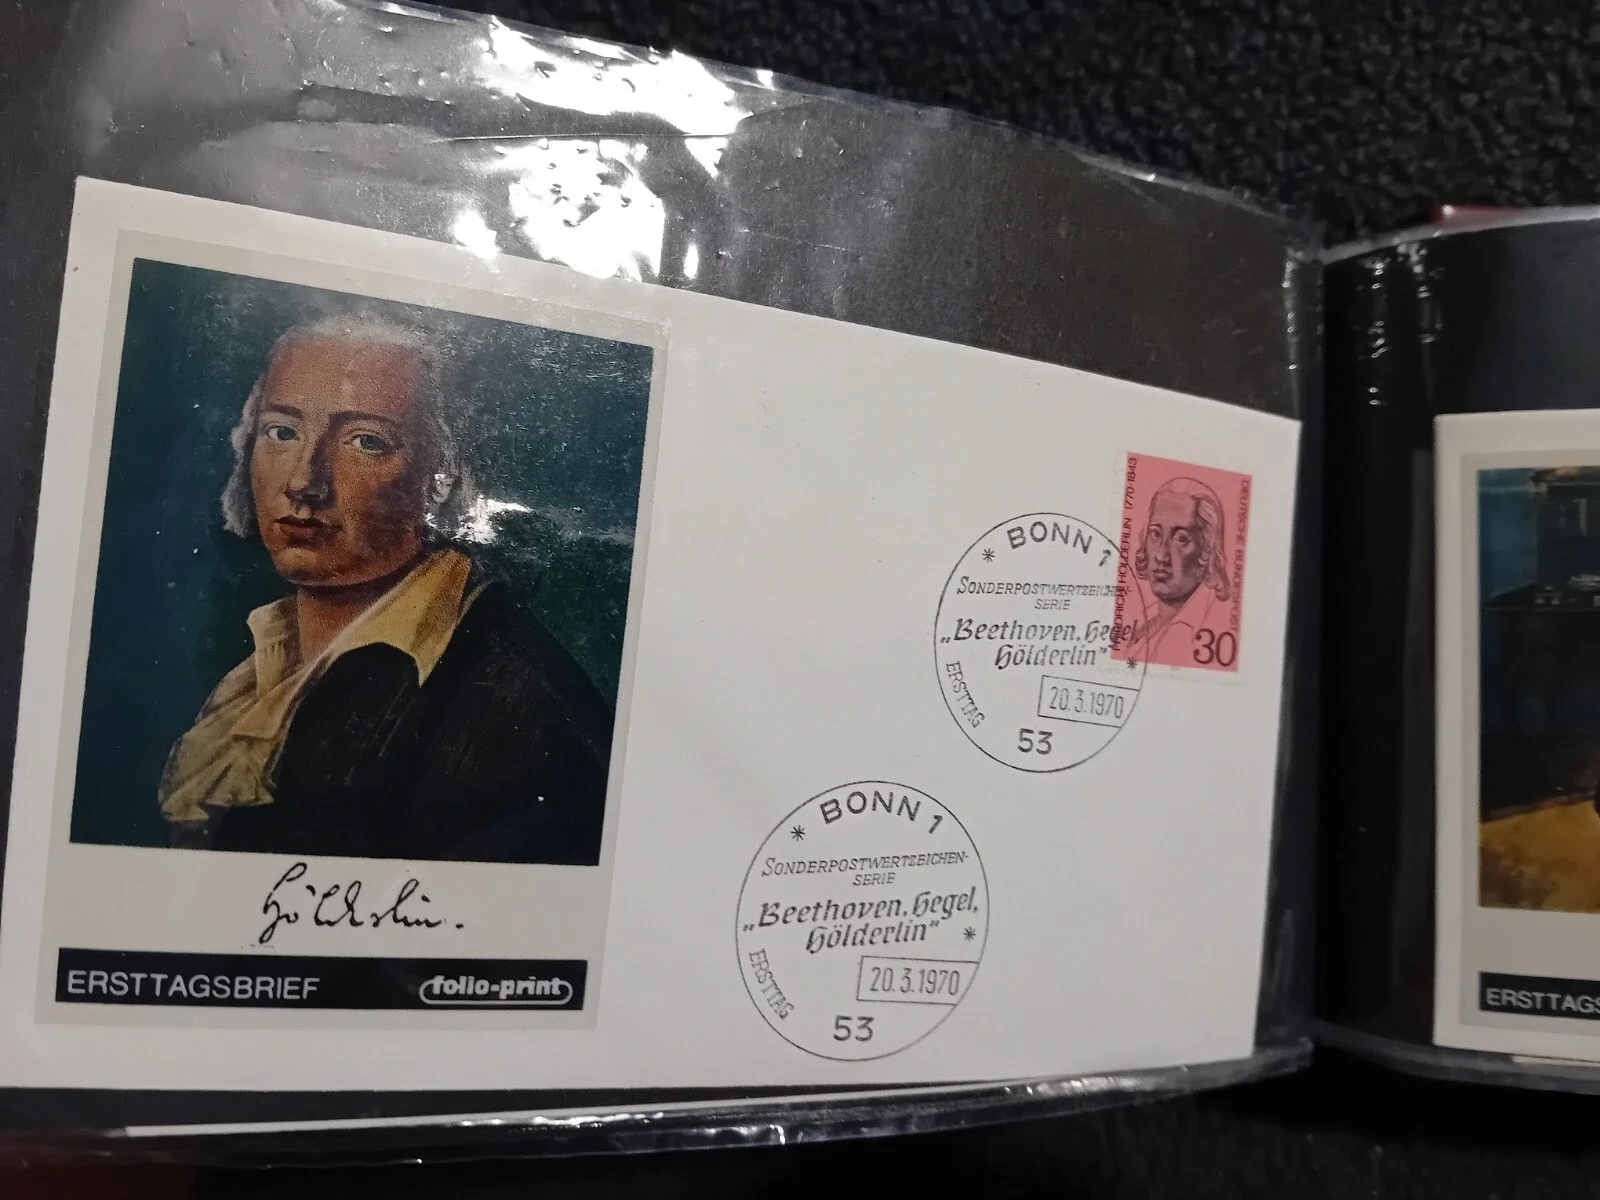 Hölderlin.
ERSTTAGSBRIEF folio-print
FRIEDRICH HÖLDERLIN 1770-1843
DEUTSCHE BUNDESPOST
30
BONN 1
SONDERPOSTWERTZEICHEN-
SERIE
„Beethoven, Hegel,
Hölderlin"
ERSTTAG
20.3.1970
53
BONN 1
SONDERPOSTWERTZEICHEN-
SERIE
„Beethoven, Hegel,
Hölderlin"
ERSTTAG
20.3.1970
53
ERSTTAGS